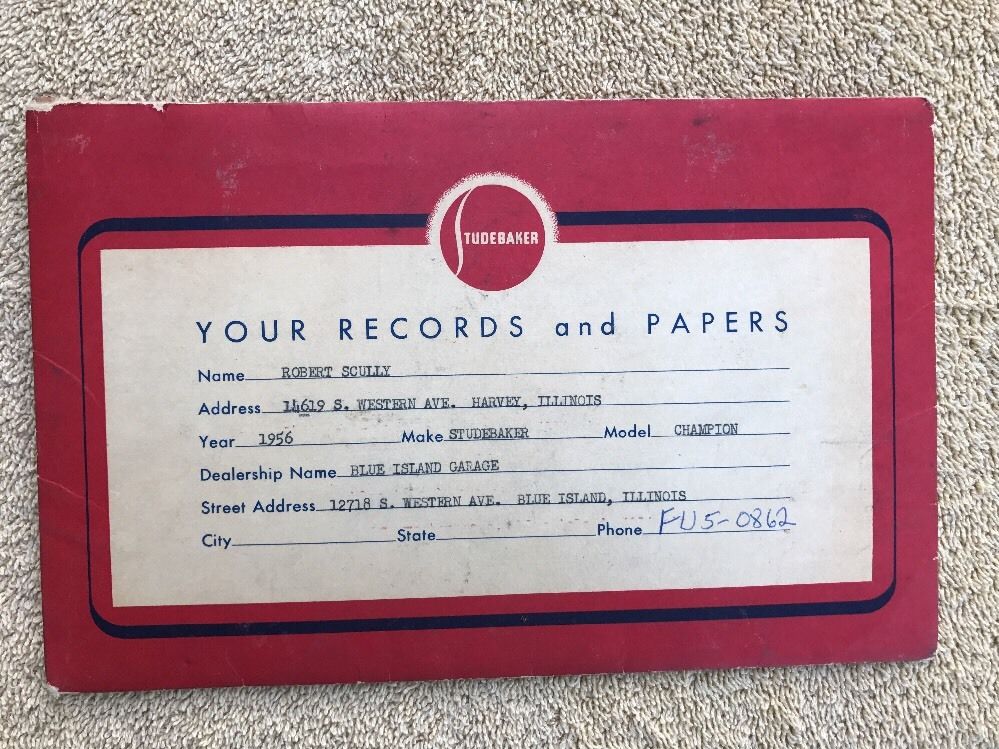 STUDEBAKER
YOUR RECORDS and PAPERS
Name ROBERT SCULLY
Address 14619 S. WESTERN AVE. HARVEY, ILLINOIS
Year 1956 Make STUDEBAKER Model CHAMPION
Dealership Name BLUE ISLAND GARAGE
Street Address 12718 S. WESTERN AVE. BLUE ISLAND, ILLINOIS
City State Phone FU5-0862